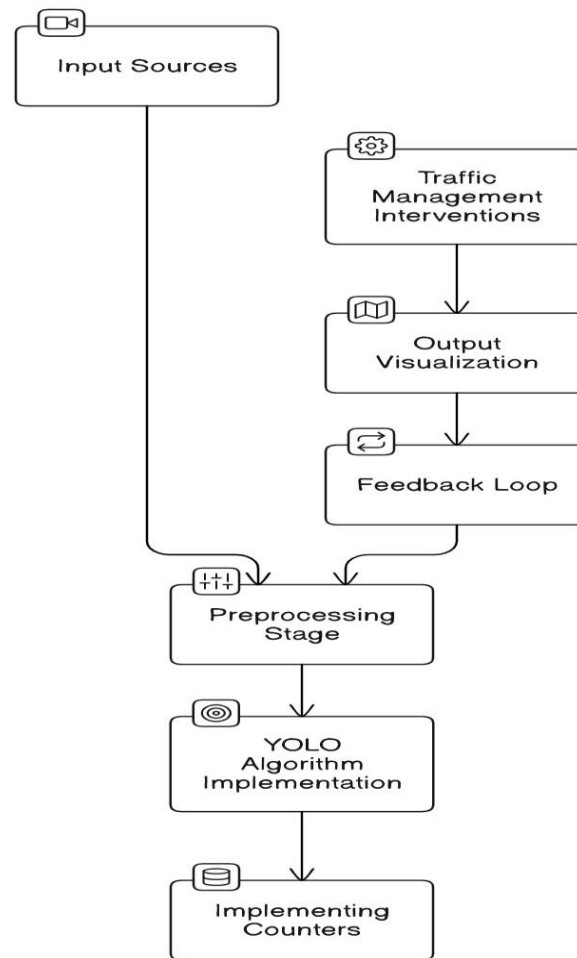 Input Sources
Traffic
Management
Interventions
Output
Visualization
Feedback Loop
Preprocessing
Stage
YOLO
Algorithm
Implementation
Implementing
Counters